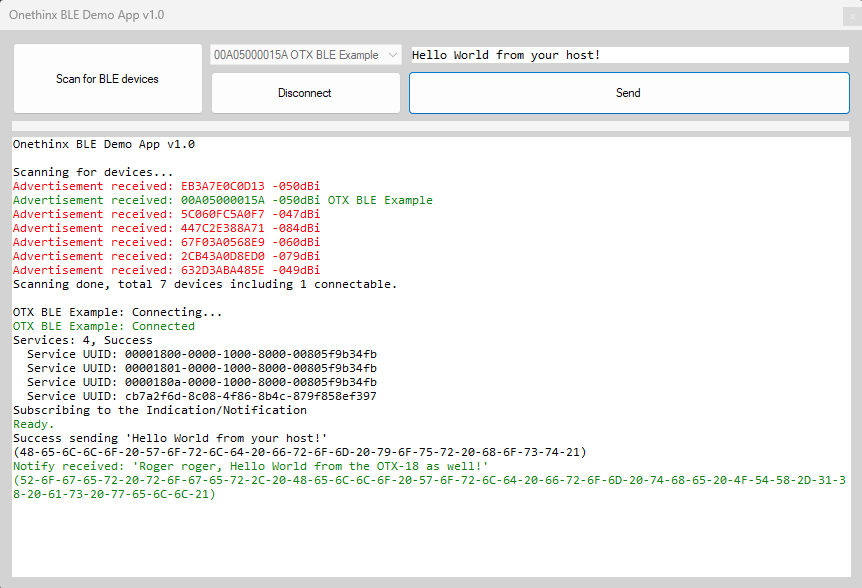 Onethinx BLE Demo App v1.0
Scan for BLE devices
00A05000015A OTX BLE Example
Hello World from your host!
Disconnect
Send
Onethinx BLE Demo App v1.0
Scanning for devices...
Advertisement received: EB3A7E0C0D13 -050dBi
Advertisement received: 00A05000015A -050dBi OTX BLE Example
Advertisement received: 5C060FC5A0F7 -047dBi
Advertisement received: 447C2E388A71 -084dBi
Advertisement received: 67F03A0568E9 -060dBi
Advertisement received: 2CB43A0D8ED0 -079dBi
Advertisement received: 632D3ABA485E -049dBi
Scanning done, total 7 devices including 1 connectable.
OTX BLE Example: Connecting...
OTX BLE Example: Connected
Services: 4, Success
Service UUID: 00001800-0000-1000-8000-00805f9b34fb
Service UUID: 00001801-0000-1000-8000-00805f9b34fb
Service UUID: 0000180a-0000-1000-8000-00805f9b34fb
Service UUID: cb7a2f6d-8c08-4f86-8b4c-879f858ef397
Subscribing to the Indication/Notification
Ready.
Success sending 'Hello World from your host!'
(48-65-6C-6C-6F-20-57-6F-72-6C-64-20-66-72-6F-6D-20-79-6F-75-72-20-68-6F-73-74-21)
Notify received: 'Roger roger, Hello World from the OTX-18 as well!'
(52-6F-67-65-72-20-72-6F-67-65-72-2C-20-48-65-6C-6C-6F-20-57-6F-72-6C-64-20-66-72-6F-6D-20-74-68-65-20-4F-54-58-2D-31-3
8-20-61-73-20-77-65-6C-6C-21)